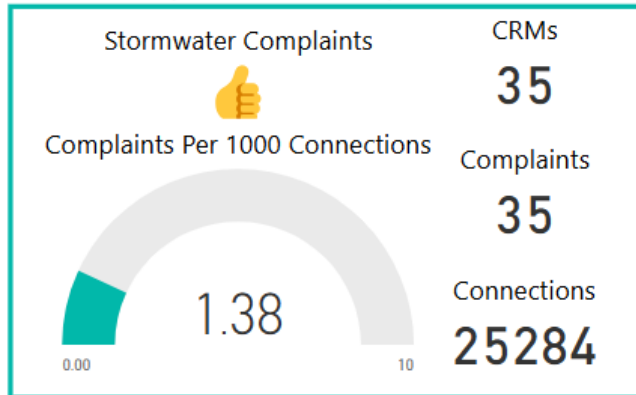 Stormwater Complaints
Complaints Per 1000 Connections
1.38
0.00
10
CRMs
35
Complaints
35
Connections
25284